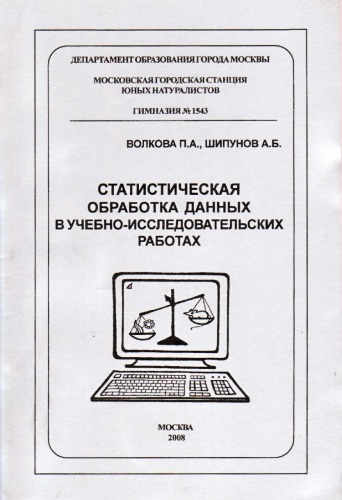 ДЕПАРТАМЕНТ ОБРАЗОВАНИЯ ГОРОДА МОСКВЫ
МОСКОВСКАЯ ГОРОДСКАЯ СТАНЦИЯ
ЮНЫХ НАТУРАЛИСТОВ
ГИМНАЗИЯ № 1543
ВОЛКОВА П.А., ШИПУНОВ А.Б.
СТАТИСТИЧЕСКАЯ
ОБРАБОТКА ДАННЫХ
В УЧЕБНО-ИССЛЕДОВАТЕЛЬСКИХ
РАБОТАХ
МОСКВА
2008